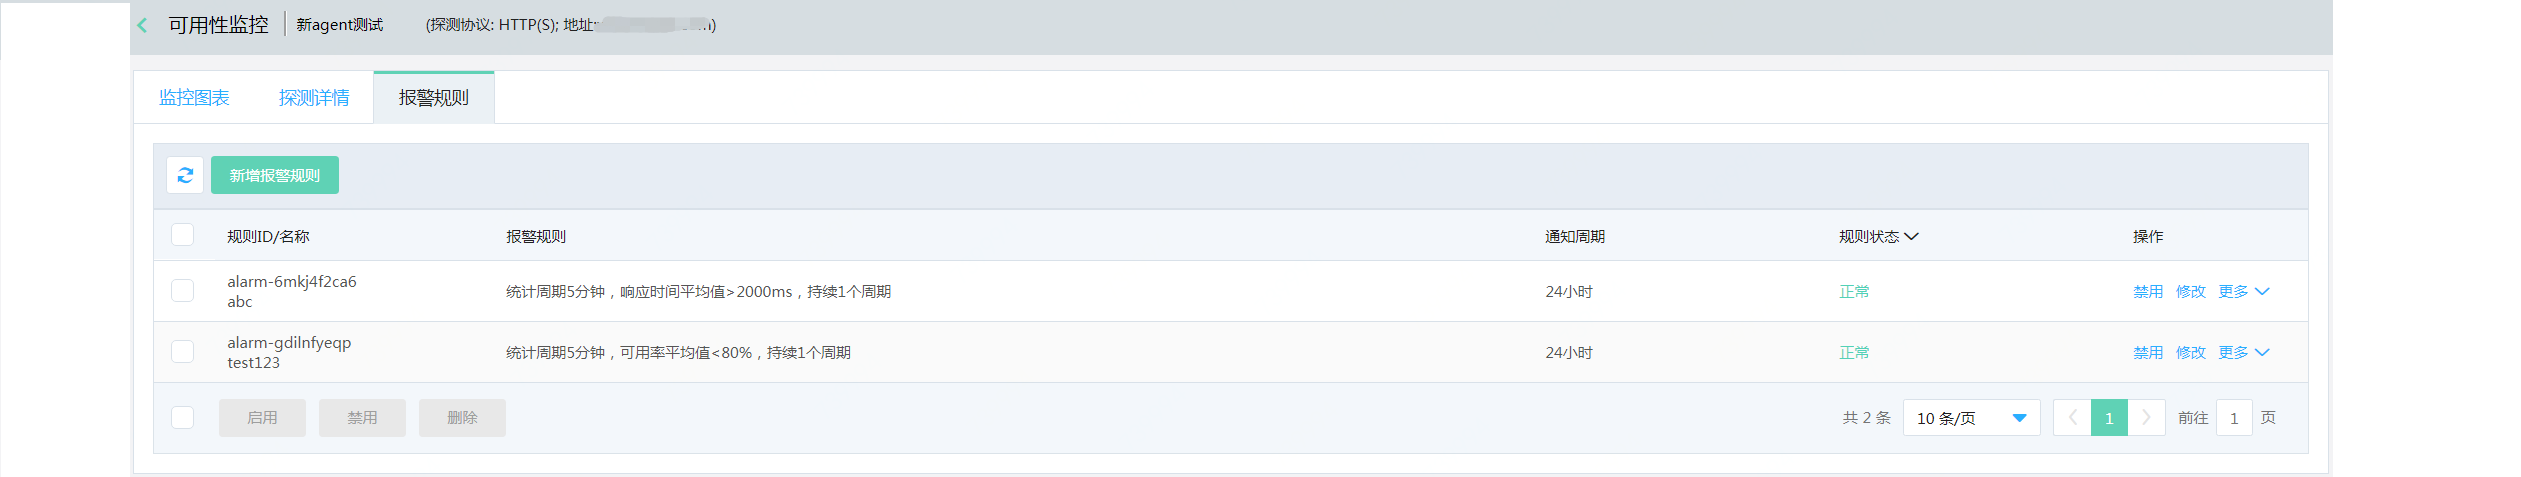 可用性监控 新agent测试 (探测协议: HTTP(S); 地址:
监控图表 探测详情 报警规则
新增报警规则
规则ID/名称 报警规则 通知周期 规则状态 操作
alarm-6mkj4f2ca6
abc
统计周期5分钟，响应时间平均值>2000ms，持续1个周期 24小时 正常 禁用 修改 更多
alarm-gdilnfyeqp
test123
统计周期5分钟，可用率平均值<80%，持续1个周期 24小时 正常 禁用 修改 更多
启用 禁用 删除 共 2 条 10 条/页 1 前往 1 页